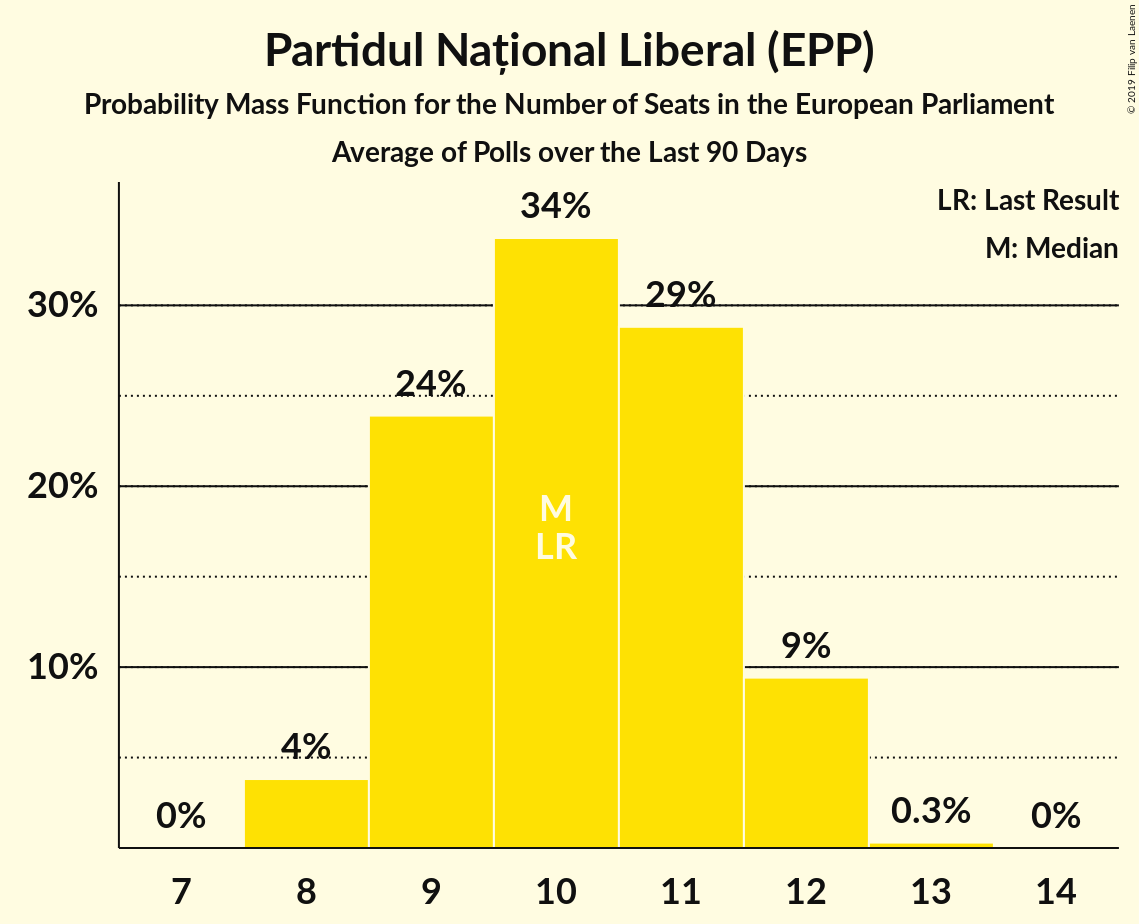 Partidul Național Liberal (EPP)
Probability Mass Function for the Number of Seats in the European Parliament
Average of Polls over the Last 90 Days
© 2019 Filip van Laenen
LR: Last Result
M: Median
34%
29%
24%
9%
4%
0%
0.3%
0%
30%
20%
10%
M
LR
7 8 9 10 11 12 13 14